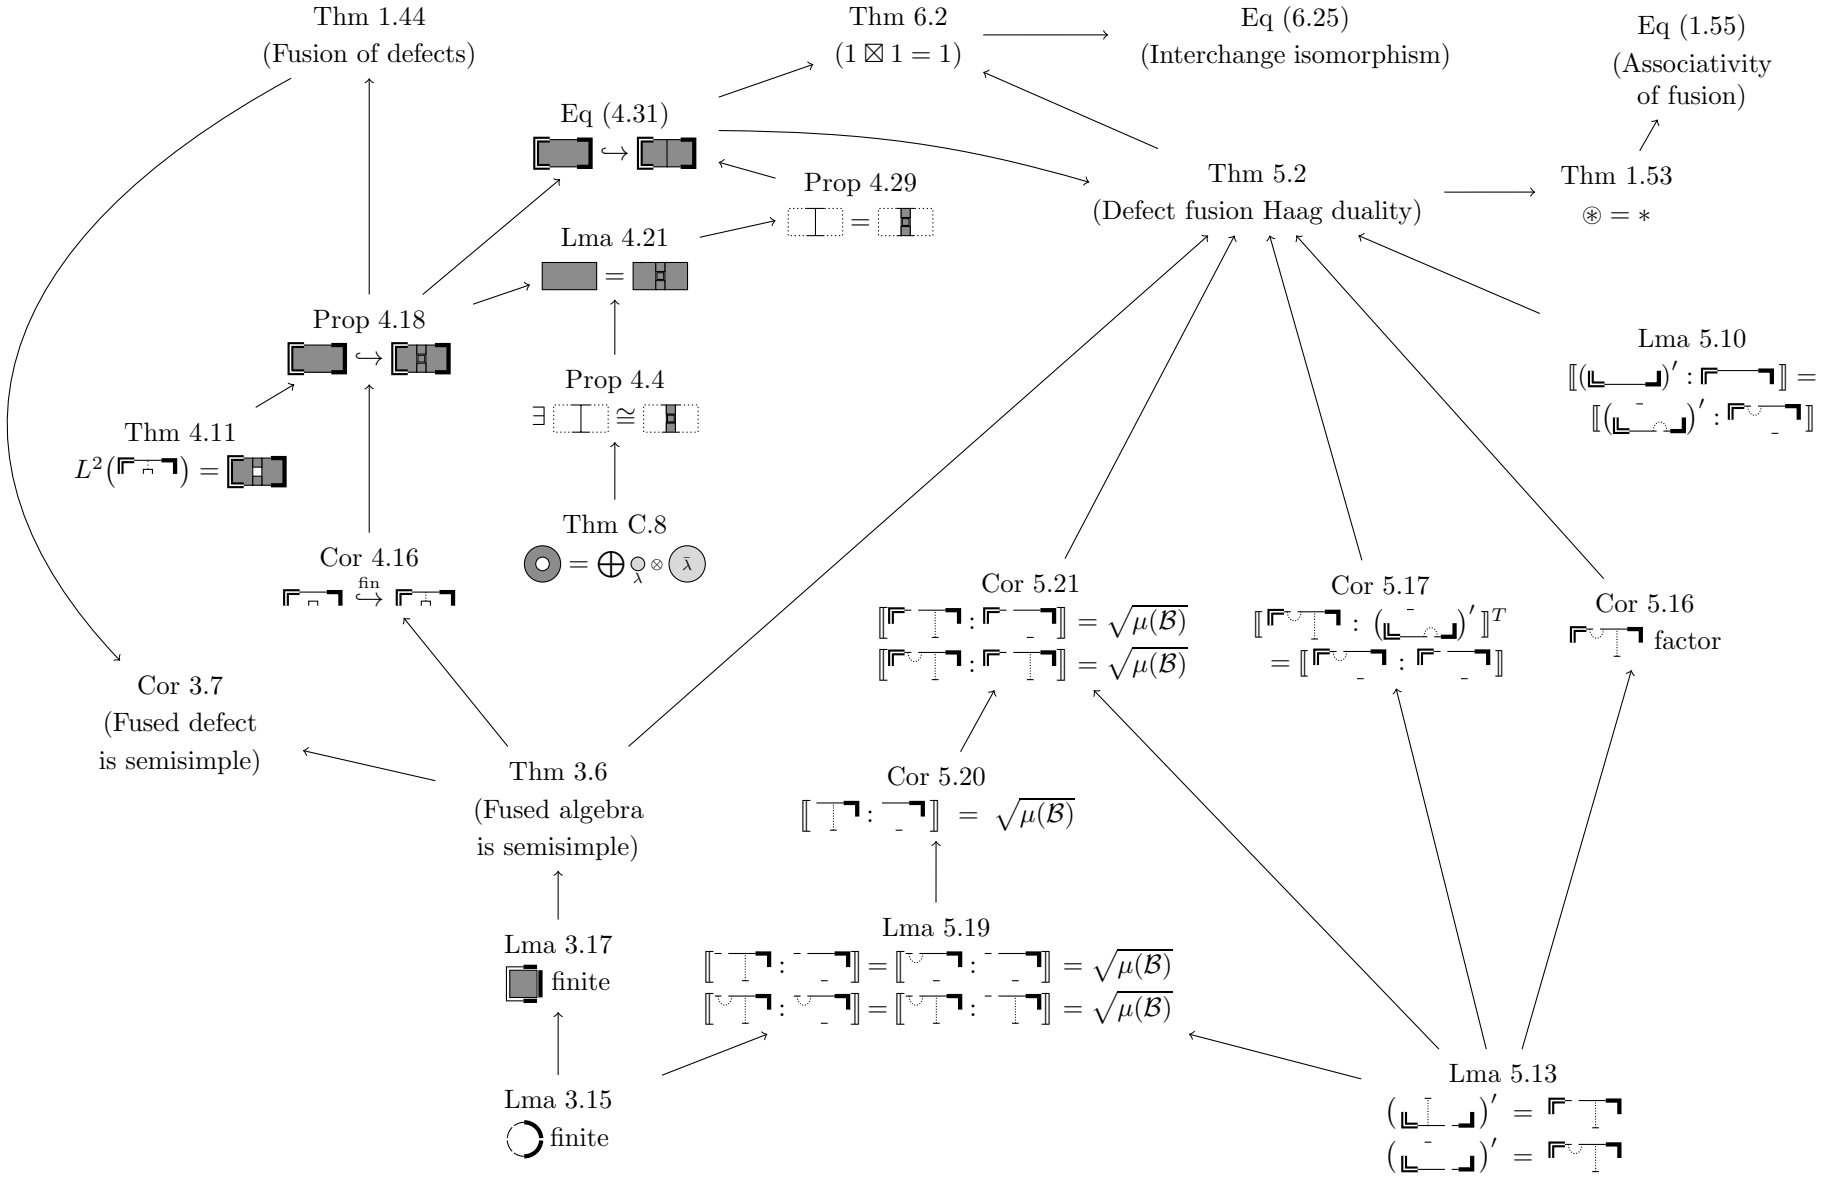 Thm 1.44
(Fusion of defects)
Thm 6.2
(1 ⊠ 1 = 1)
Eq (6.25)
(Interchange isomorphism)
Eq (1.55)
(Associativity
of fusion)
Eq (4.31)
↪
Thm 5.2
(Defect fusion Haag duality)
Thm 1.53
⊛ = ∗
Prop 4.29
=
Lma 4.21
=
Prop 4.18
↪
Lma 5.10
⟦( )′ : ⟧ =
⟦( )′ : ⟧
Prop 4.4
∃ ≅
Thm 4.11
L²( ) =
Thm C.8
= ⊕ λ ⊗ λ̄
Cor 4.16
fin
↪
Cor 5.21
⟦ : ⟧ = √μ(ℬ)
⟦ : ⟧ = √μ(ℬ)
Cor 5.17
⟦ : ( )′ ⟧ᵀ
= ⟦ : ⟧
Cor 5.16
factor
Cor 3.7
(Fused defect
is semisimple)
Thm 3.6
(Fused algebra
is semisimple)
Cor 5.20
⟦ : ⟧ = √μ(ℬ)
Lma 5.19
⟦ : ⟧ = ⟦ : ⟧ = √μ(ℬ)
⟦ : ⟧ = ⟦ : ⟧ = √μ(ℬ)
Lma 3.17
finite
Lma 3.15
finite
Lma 5.13
( )′ =
( )′ =